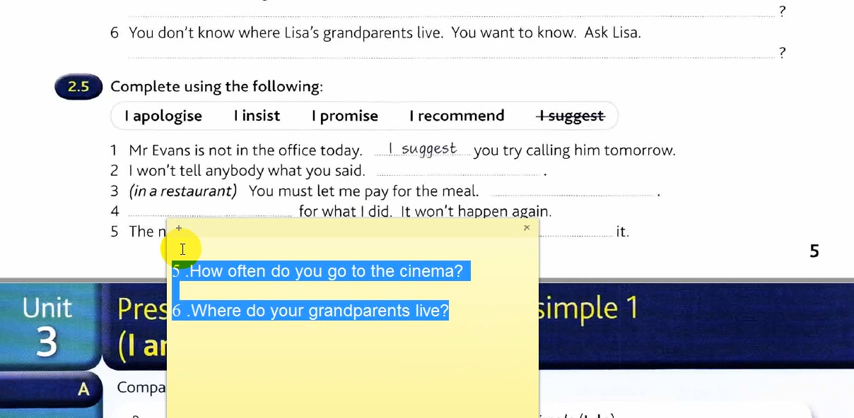 ?
6 You don't know where Lisa's grandparents live. You want to know. Ask Lisa.
?
2.5 Complete using the following:
I apologise I insist I promise I recommend I suggest
1 Mr Evans is not in the office today. I suggest you try calling him tomorrow.
2 I won't tell anybody what you said. .
3 (in a restaurant) You must let me pay for the meal. .
4 for what I did. It won't happen again.
5 The it.
5
+ ×
5 .How often do you go to the cinema?
6 .Where do your grandparents live?
Unit
3
simple 1
(I
A